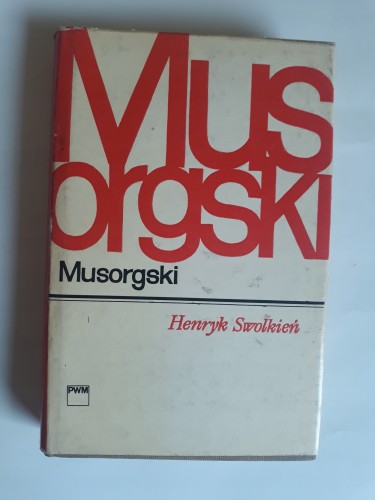 Mus
orgski
Musorgski
Henryk Swolkień
PWM